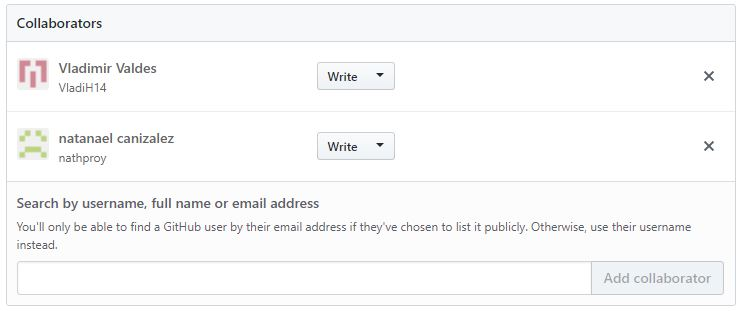 Collaborators
Vladimir Valdes
VladiH14
Write
natanael canizalez
nathproy
Write
Search by username, full name or email address
You'll only be able to find a GitHub user by their email address if they've chosen to list it publicly. Otherwise, use their username
instead.
Add collaborator